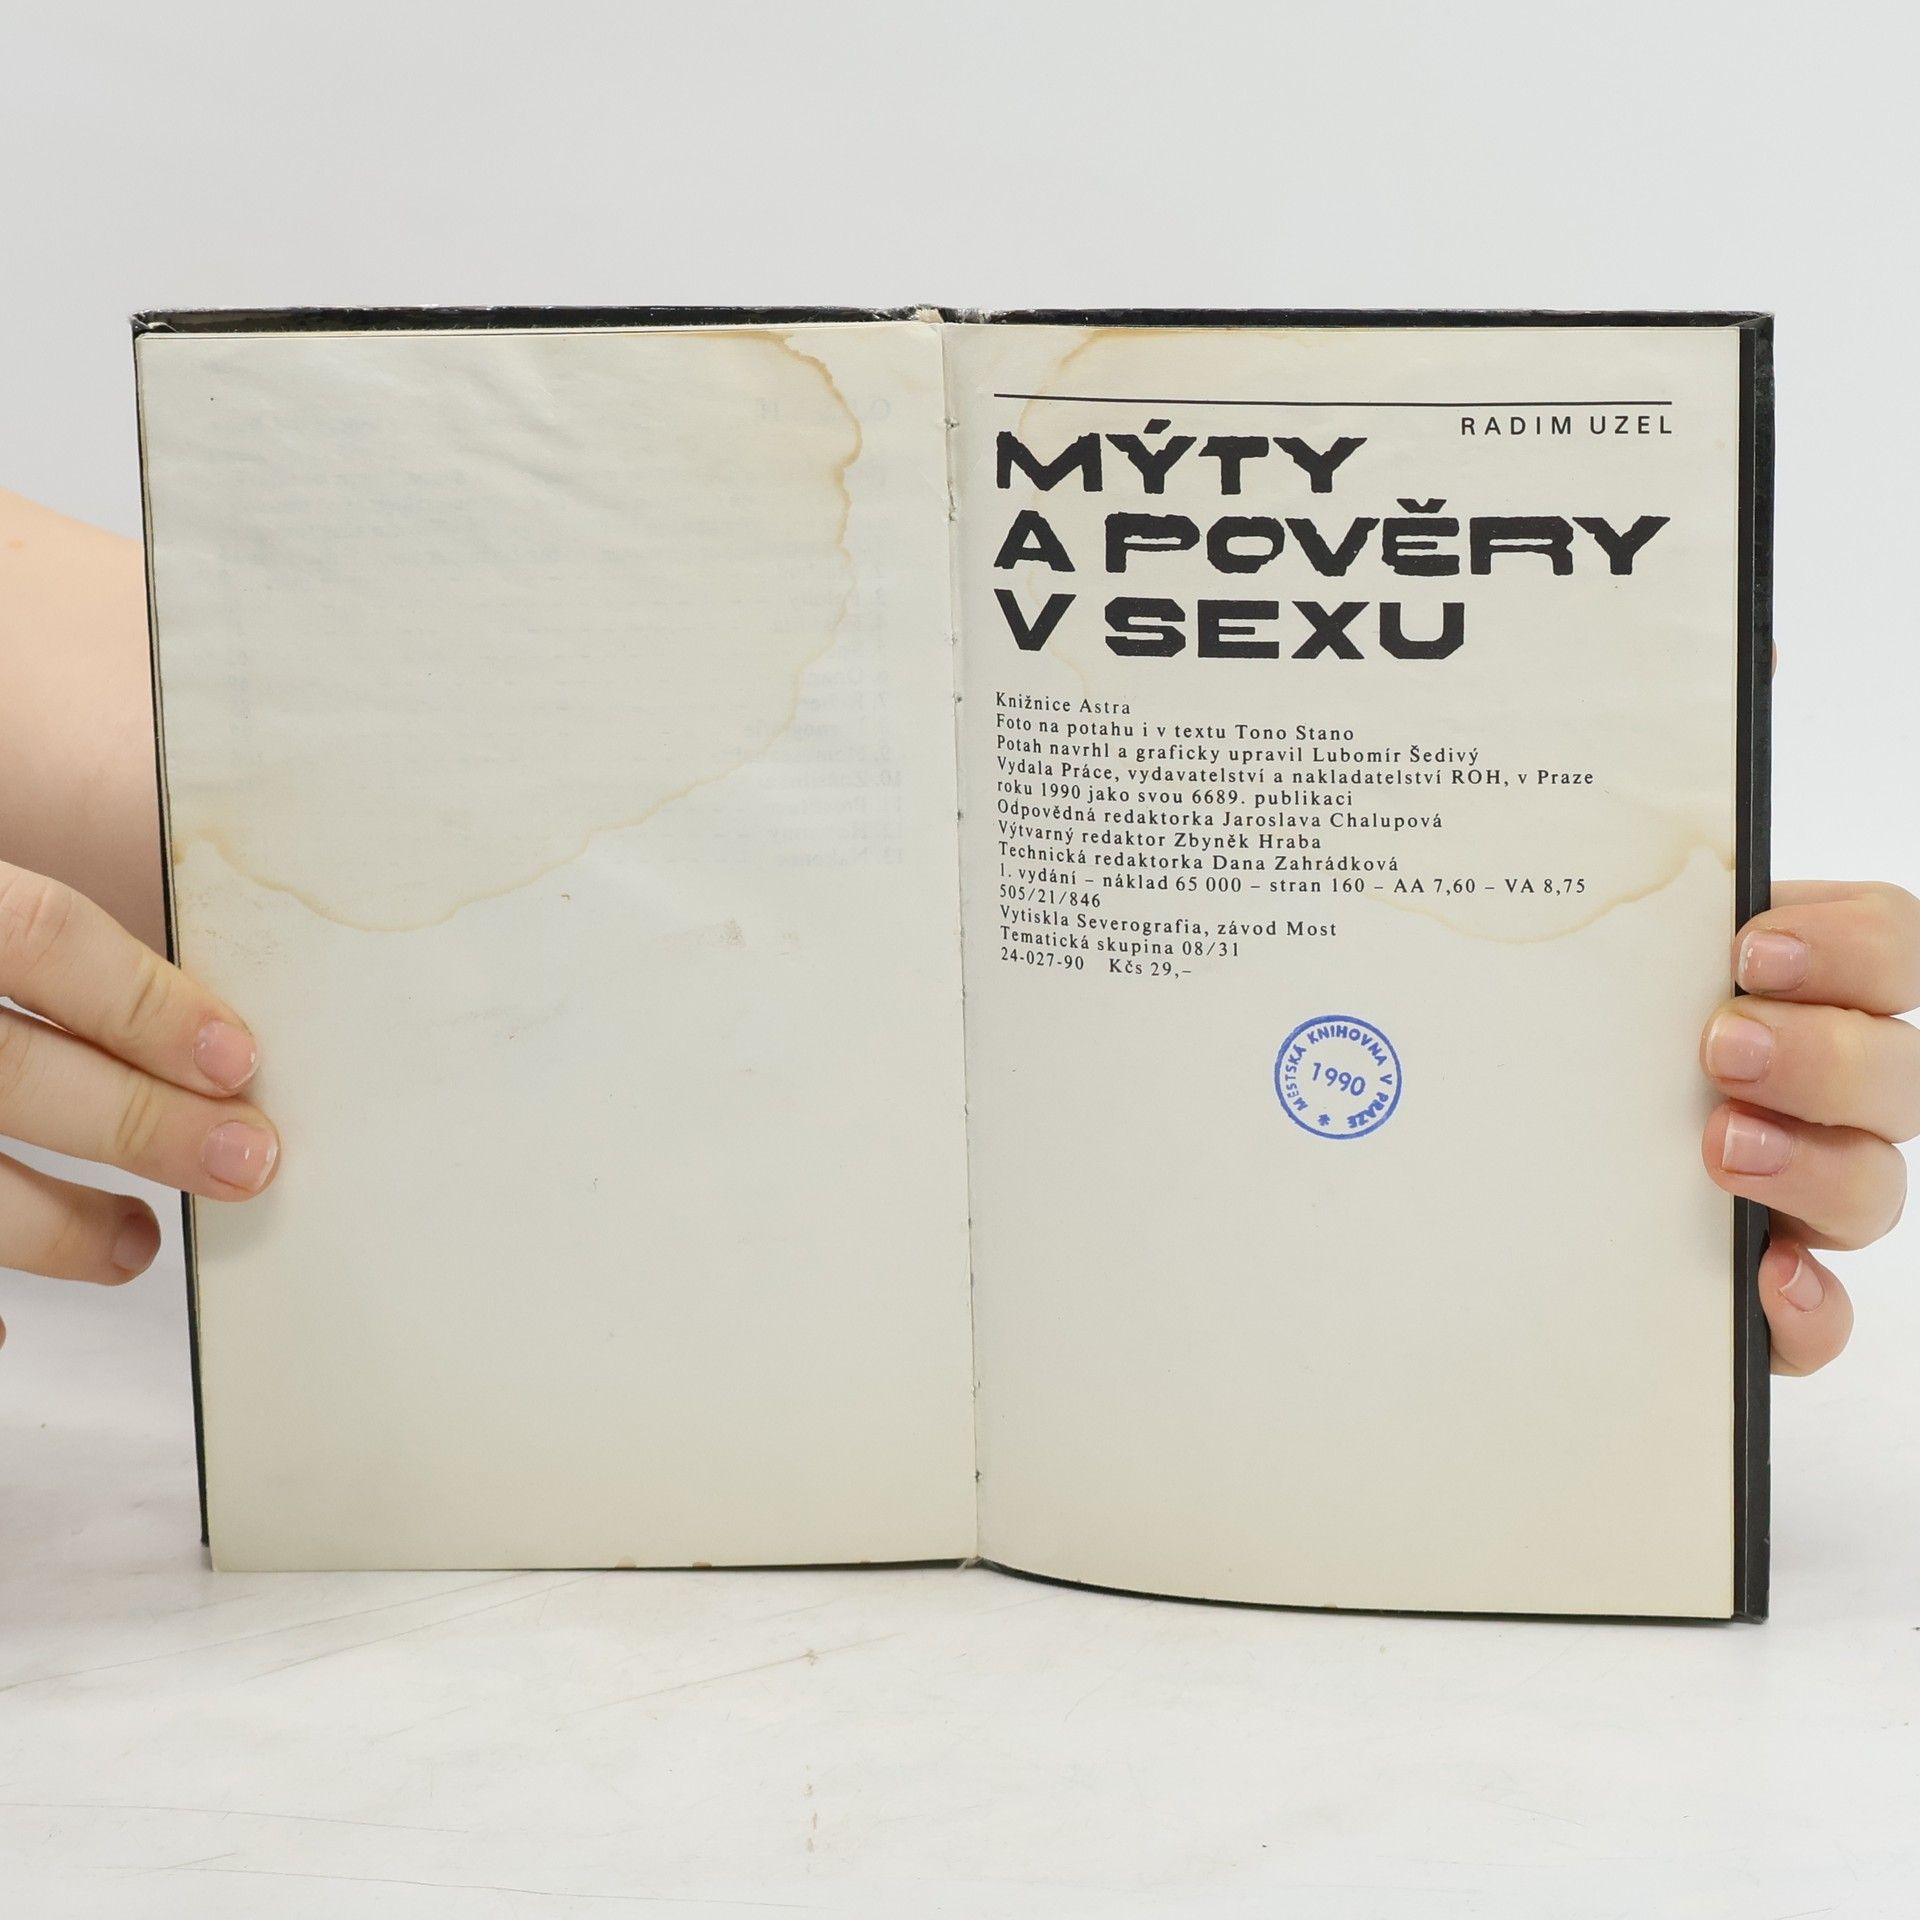 RADIM UZEL
MÝTY
A POVĚRY
V SEXU
Knižnice Astra
Foto na potahu i v textu Tono Stano
Potah navrhl a graficky upravil Lubomír Šedivý
Vydala Práce, vydavatelství a nakladatelství ROH, v Praze
roku 1990 jako svou 6689. publikaci
Odpovědná redaktorka Jaroslava Chalupová
Výtvarný redaktor Zbyněk Hraba
Technická redaktorka Dana Zahrádková
1. vydání – náklad 65 000 – stran 160 – AA 7,60 – VA 8,75
505/21/846
Vytiskla Severografia, závod Most
Tematická skupina 08/31
24-027-90 Kčs 29,–
MĚSTSKÁ KNIHOVNA V PRAZE *
1990